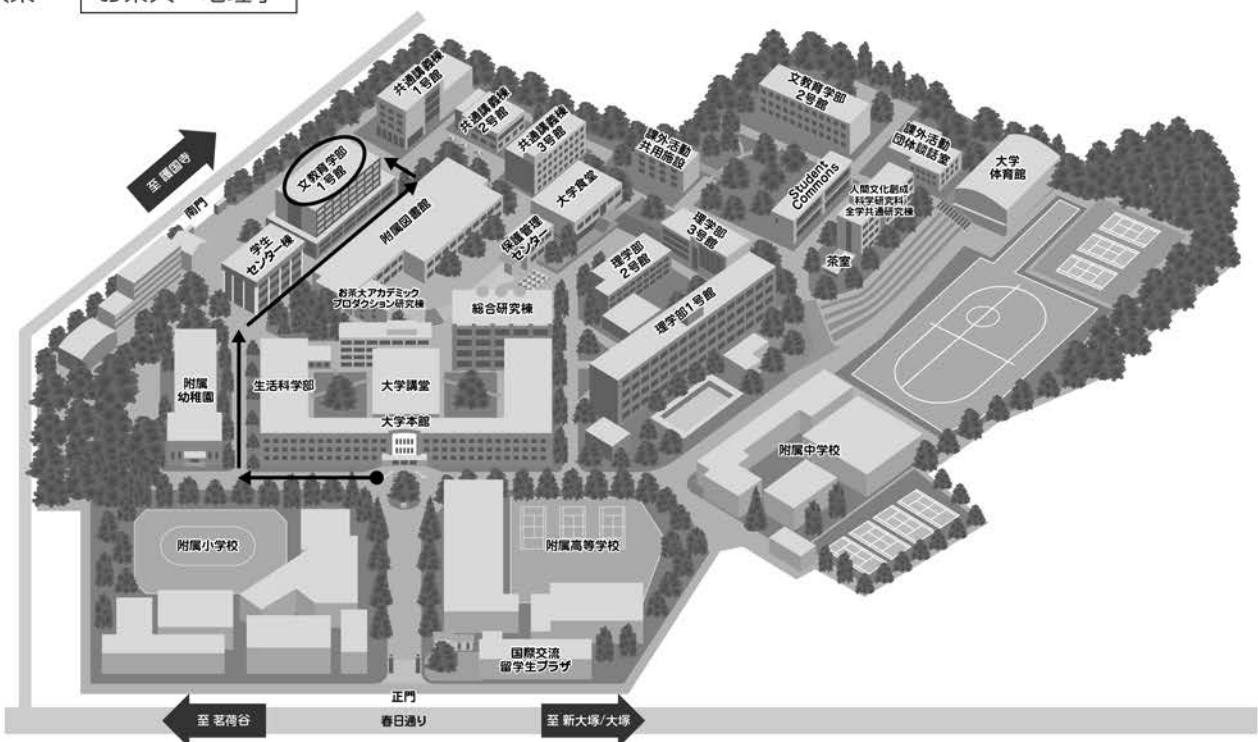 共通講義棟
1号館
共通講義棟
2号館
共通講義棟
3号館
課外活動
共用施設
文教育学部
2号館
課外活動
団体談話室
大学
体育館
至 護国寺
南門
文教育学部
1号館
学生
センター棟
附属図書館
大学食堂
保護管理
センター
Student
Commons
人間文化創成
科学研究科
全学共通研究棟
理学部
3号館
理学部
2号館
茶室
お茶大アカデミック
プロダクション研究棟
総合研究棟
理学部1号館
附属
幼稚園
生活科学部
大学講堂
大学本館
附属中学校
附属小学校
附属高等学校
国際交流
留学生プラザ
正門
至 茗荷谷
春日通り
至 新大塚/大塚